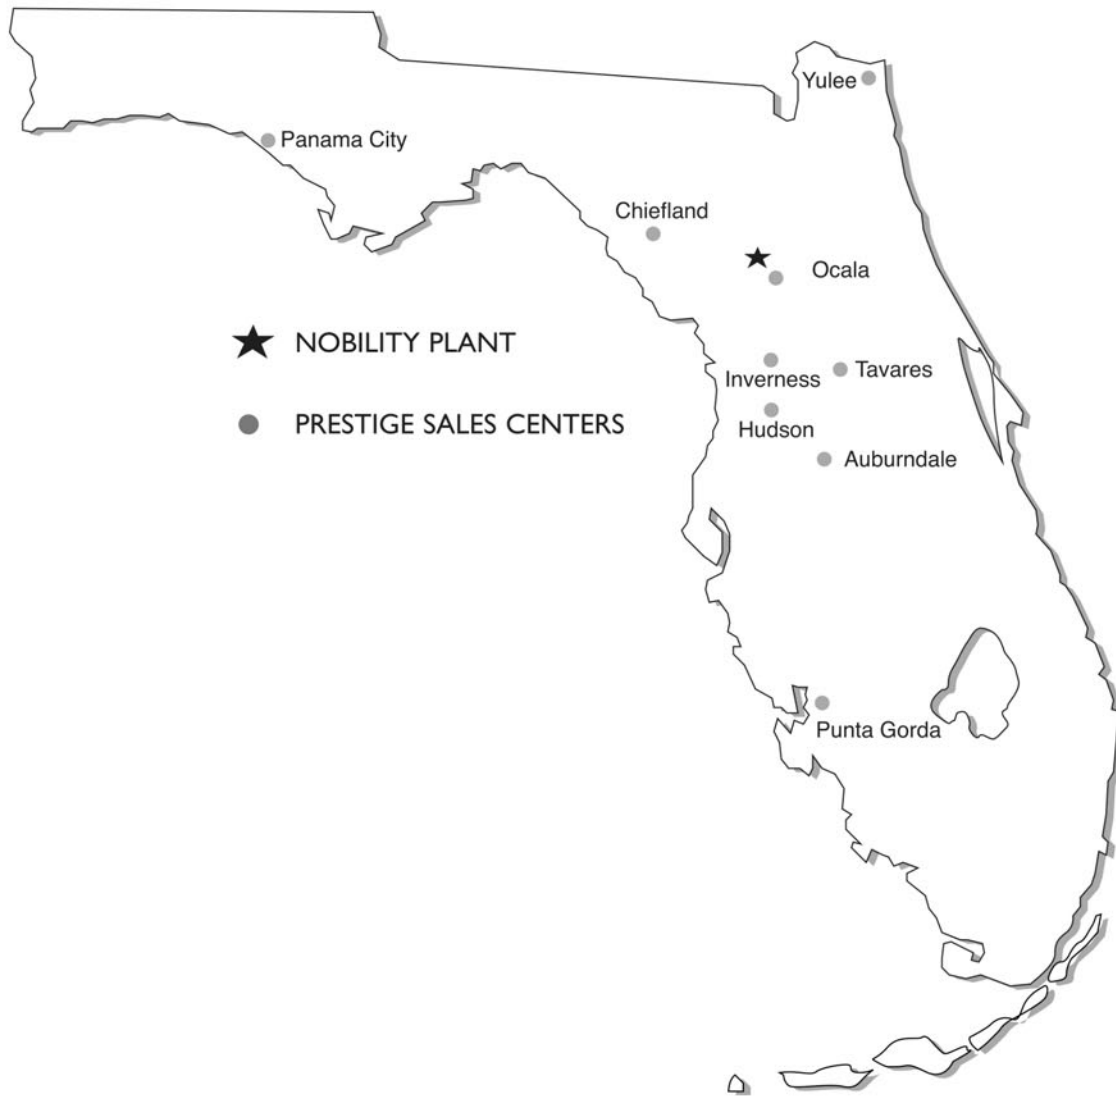 Yulee
Panama City
Chiefland
Ocala
NOBILITY PLANT
Inverness
Tavares
PRESTIGE SALES CENTERS
Hudson
Auburndale
Punta Gorda